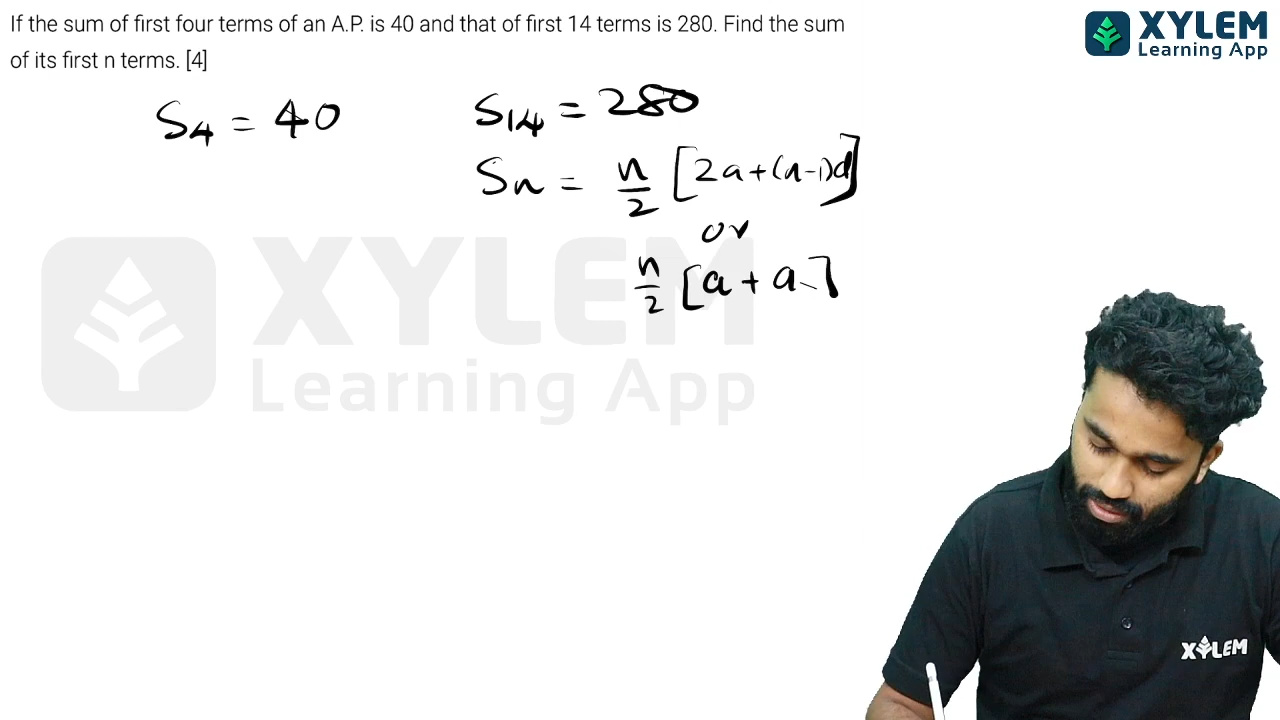 If the sum of first four terms of an A.P. is 40 and that of first 14 terms is 280. Find the sum
of its first n terms. [4]
XYLEM
Learning App
S₄ = 40
S₁₄ = 280
Sn = n/2 [2a+(n-1)d]
or
n/2 [a + a
XYLEM
Learning App
XYLEM